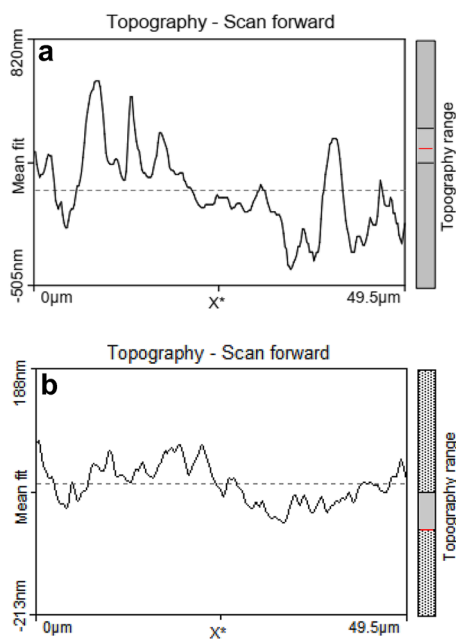 Topography - Scan forward
a
820nm
Mean fit
-505nm
0µm
X*
49.5µm
Topography range
Topography - Scan forward
b
188nm
Mean fit
-213nm
0µm
X*
49.5µm
Topography range